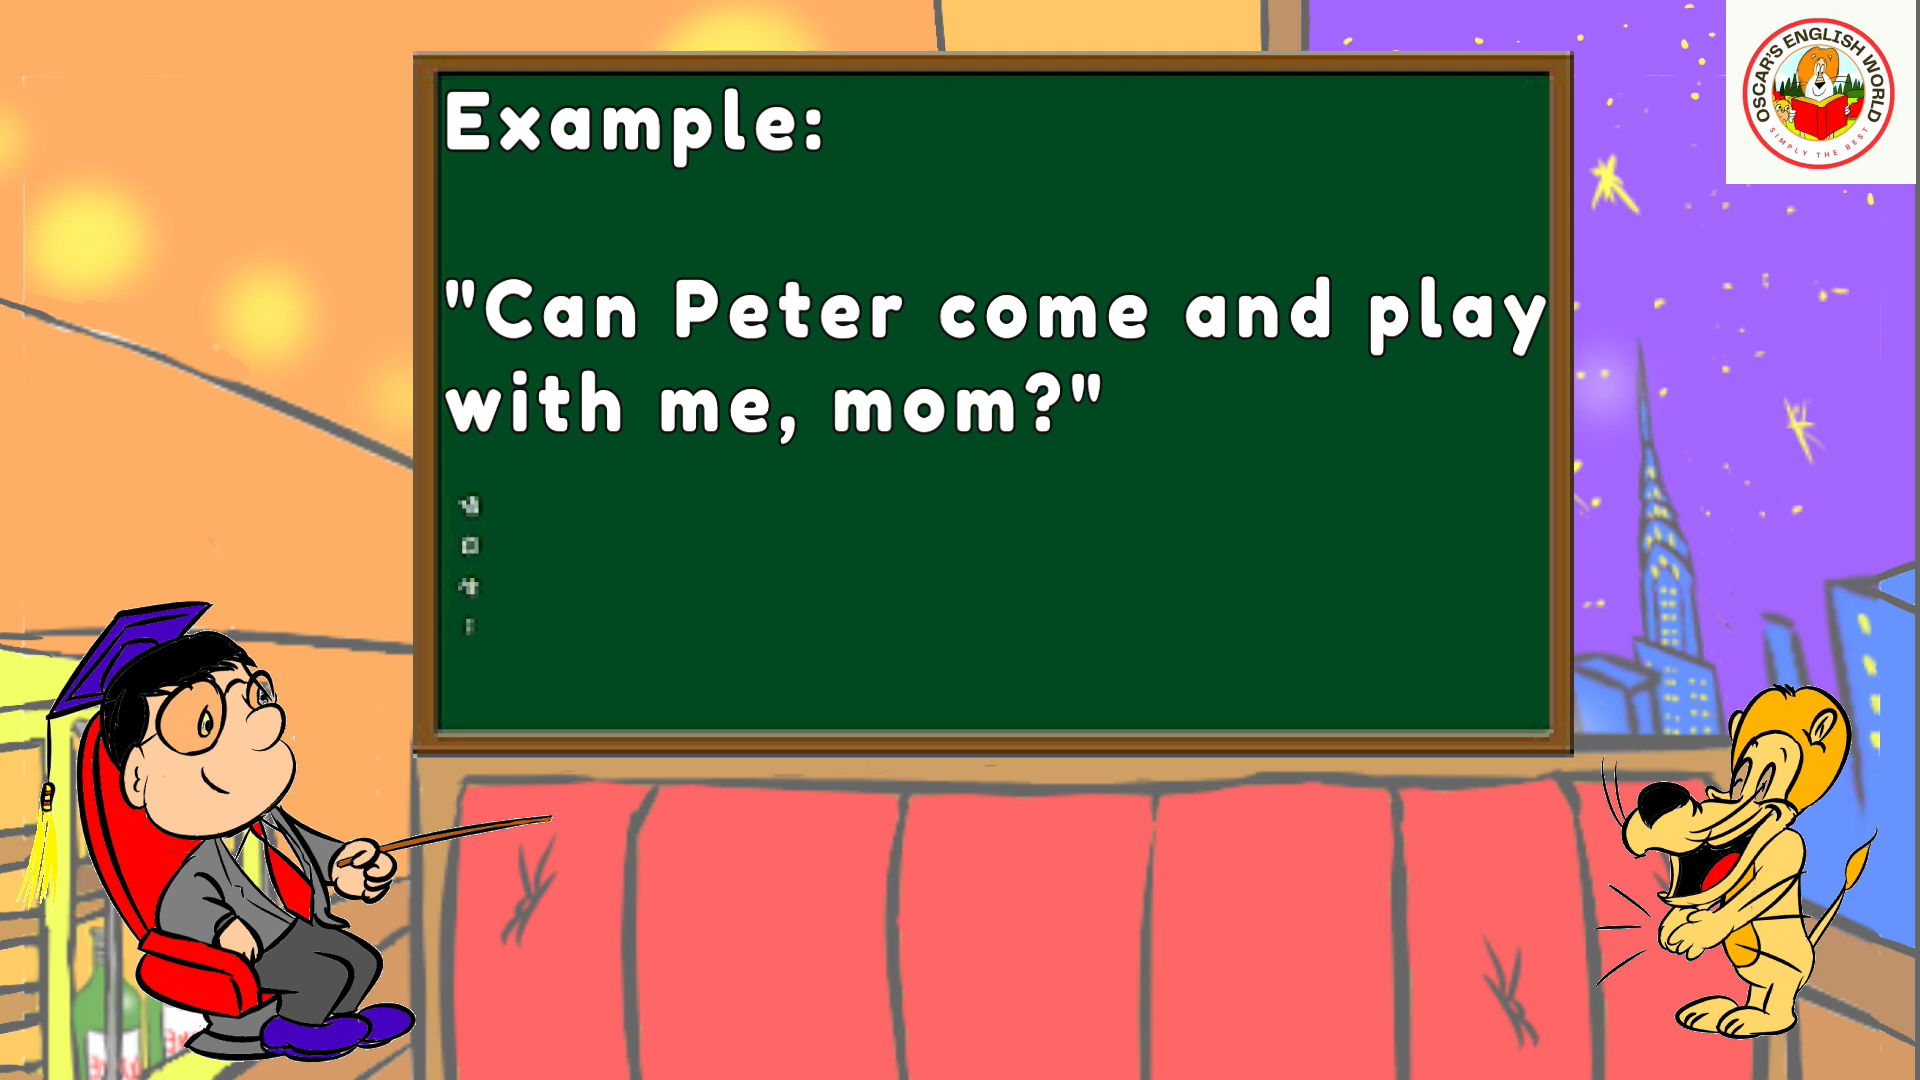 OSCAR'S ENGLISH WORLD
SIMPLY THE BEST
Example:
"Can Peter come and play
with me, mom?"